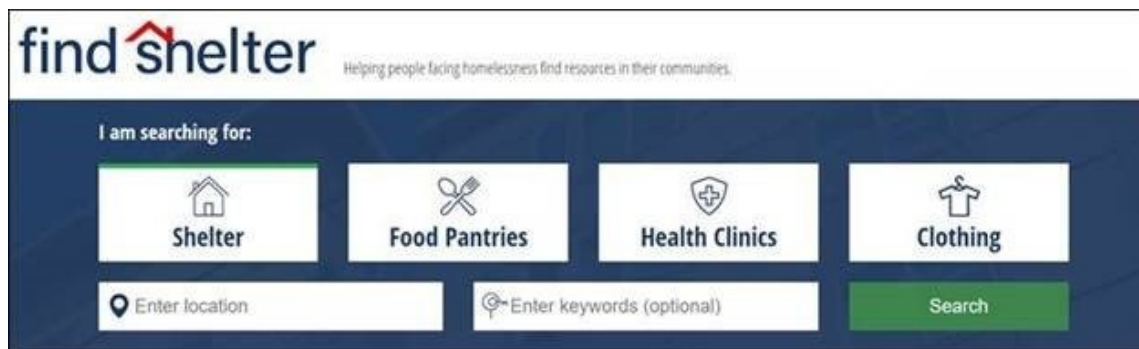 find shelter
Helping people facing homelessness find resources in their communities.
I am searching for:
Shelter
Food Pantries
Health Clinics
Clothing
Enter location
Enter keywords (optional)
Search